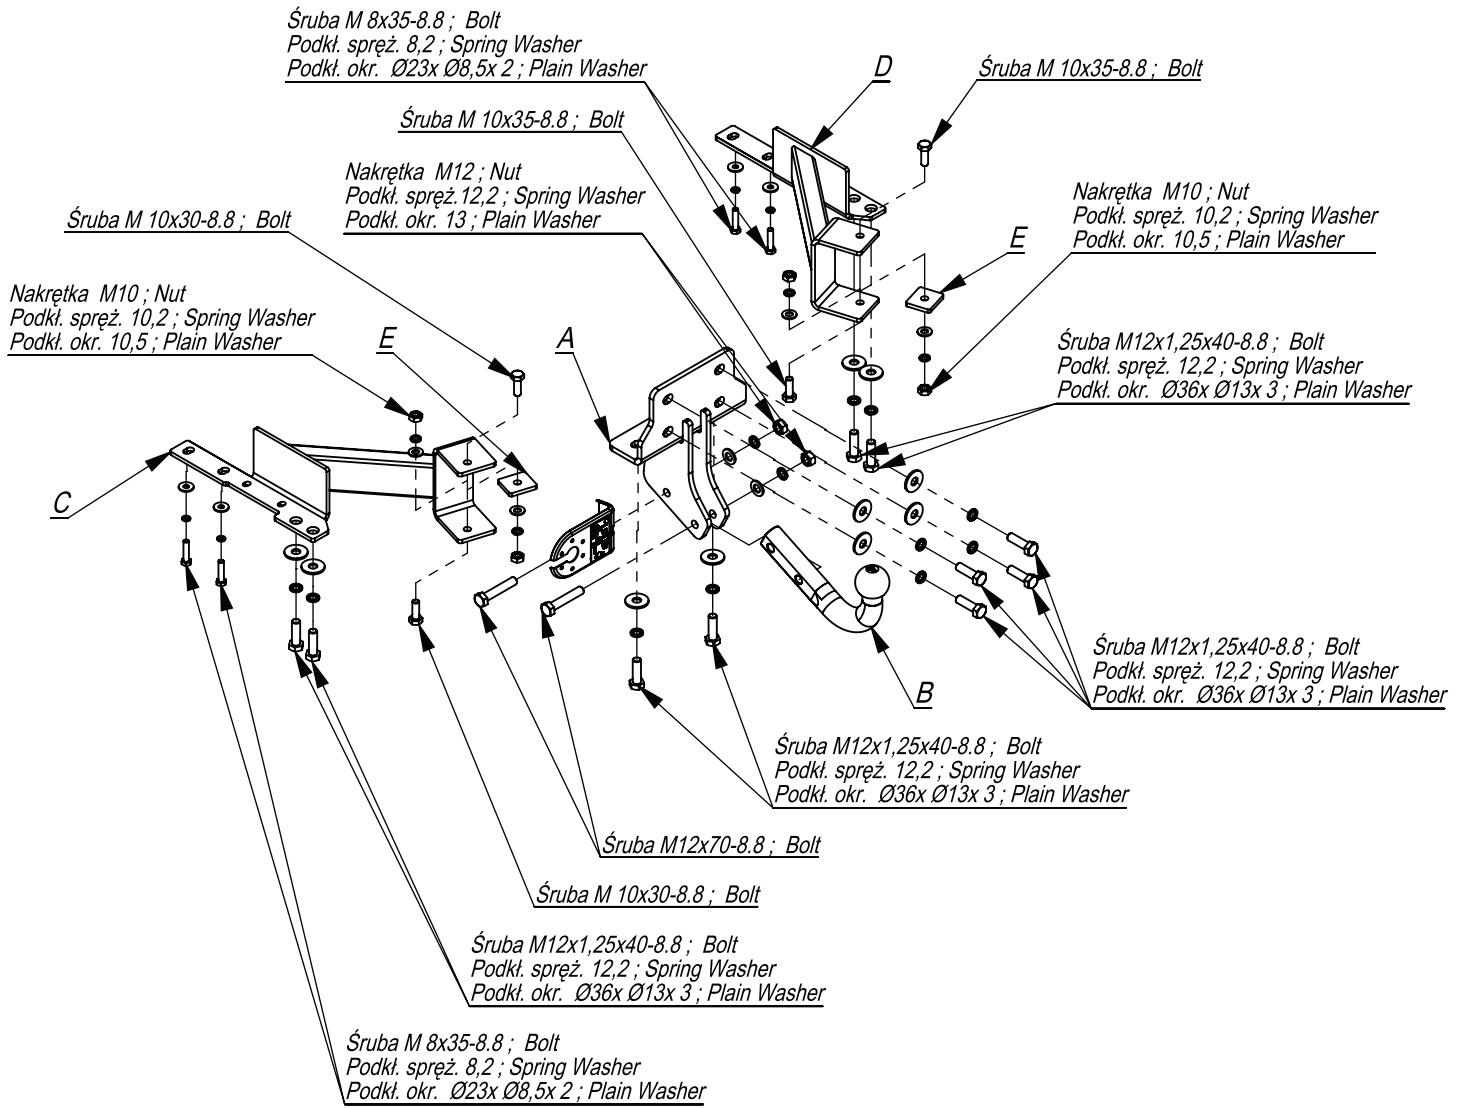 Śruba M 8x35-8.8 ; Bolt
Podkł. spręż. 8,2 ; Spring Washer
Podkł. okr. Ø23x Ø8,5x 2 ; Plain Washer
D
Śruba M 10x35-8.8 ; Bolt
Śruba M 10x35-8.8 ; Bolt
Nakrętka M12 ; Nut
Podkł. spręż.12,2 ; Spring Washer
Podkł. okr. 13 ; Plain Washer
Nakrętka M10 ; Nut
Podkł. spręż. 10,2 ; Spring Washer
Podkł. okr. 10,5 ; Plain Washer
Śruba M 10x30-8.8 ; Bolt
E
Nakrętka M10 ; Nut
Podkł. spręż. 10,2 ; Spring Washer
Podkł. okr. 10,5 ; Plain Washer
E
A
Śruba M12x1,25x40-8.8 ; Bolt
Podkł. spręż. 12,2 ; Spring Washer
Podkł. okr. Ø36x Ø13x 3 ; Plain Washer
C
Śruba M12x1,25x40-8.8 ; Bolt
Podkł. spręż. 12,2 ; Spring Washer
Podkł. okr. Ø36x Ø13x 3 ; Plain Washer
B
Śruba M12x1,25x40-8.8 ; Bolt
Podkł. spręż. 12,2 ; Spring Washer
Podkł. okr. Ø36x Ø13x 3 ; Plain Washer
Śruba M12x70-8.8 ; Bolt
Śruba M 10x30-8.8 ; Bolt
Śruba M12x1,25x40-8.8 ; Bolt
Podkł. spręż. 12,2 ; Spring Washer
Podkł. okr. Ø36x Ø13x 3 ; Plain Washer
Śruba M 8x35-8.8 ; Bolt
Podkł. spręż. 8,2 ; Spring Washer
Podkł. okr. Ø23x Ø8,5x 2 ; Plain Washer